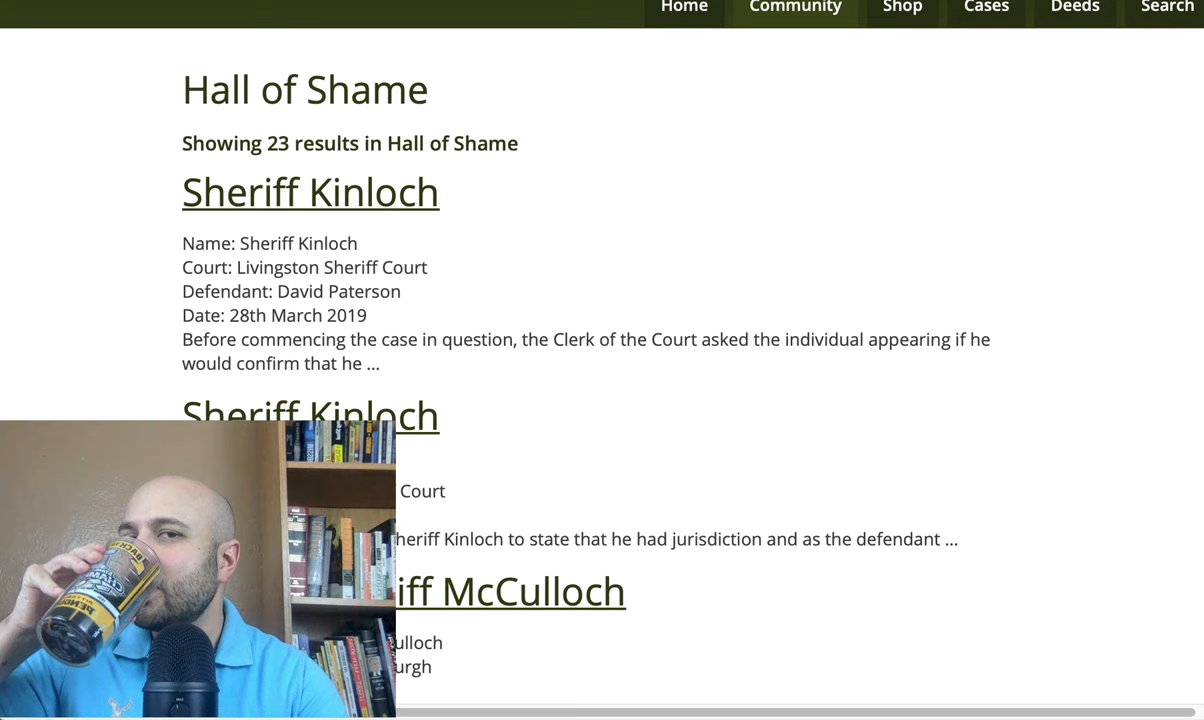 Home Community Shop Cases Deeds Search
Hall of Shame
Showing 23 results in Hall of Shame
Sheriff Kinloch
Name: Sheriff Kinloch
Court: Livingston Sheriff Court
Defendant: David Paterson
Date: 28th March 2019
Before commencing the case in question, the Clerk of the Court asked the individual appearing if he
would confirm that he ...
Sheriff Kinloch
Court
heriff Kinloch to state that he had jurisdiction and as the defendant ...
iff McCulloch
ulloch
urgh